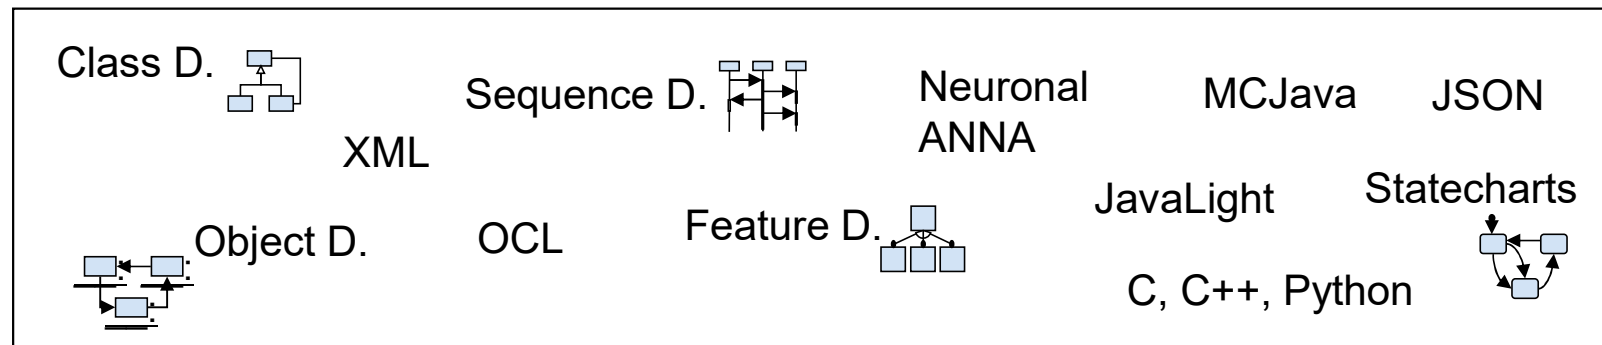 Class D.
Sequence D.
Neuronal
ANNA
MCJava
JSON
XML
JavaLight
Statecharts
Object D.
OCL
Feature D.
C, C++, Python